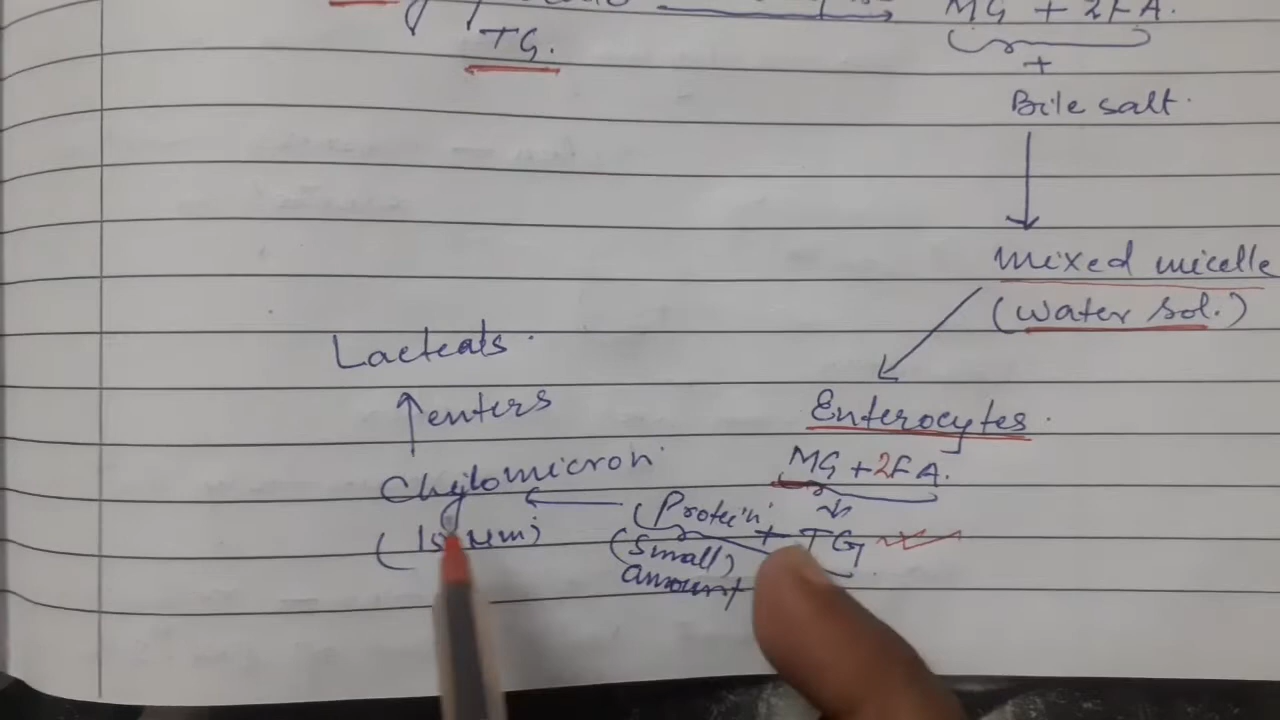 MG + 2FA.
TG.
+
Bile salt.
mixed micelle
(water sol.)
Lacteals.
enters
Enterocytes.
MG + 2FA.
Chylomicron
(Protein + TG
(small)
amount